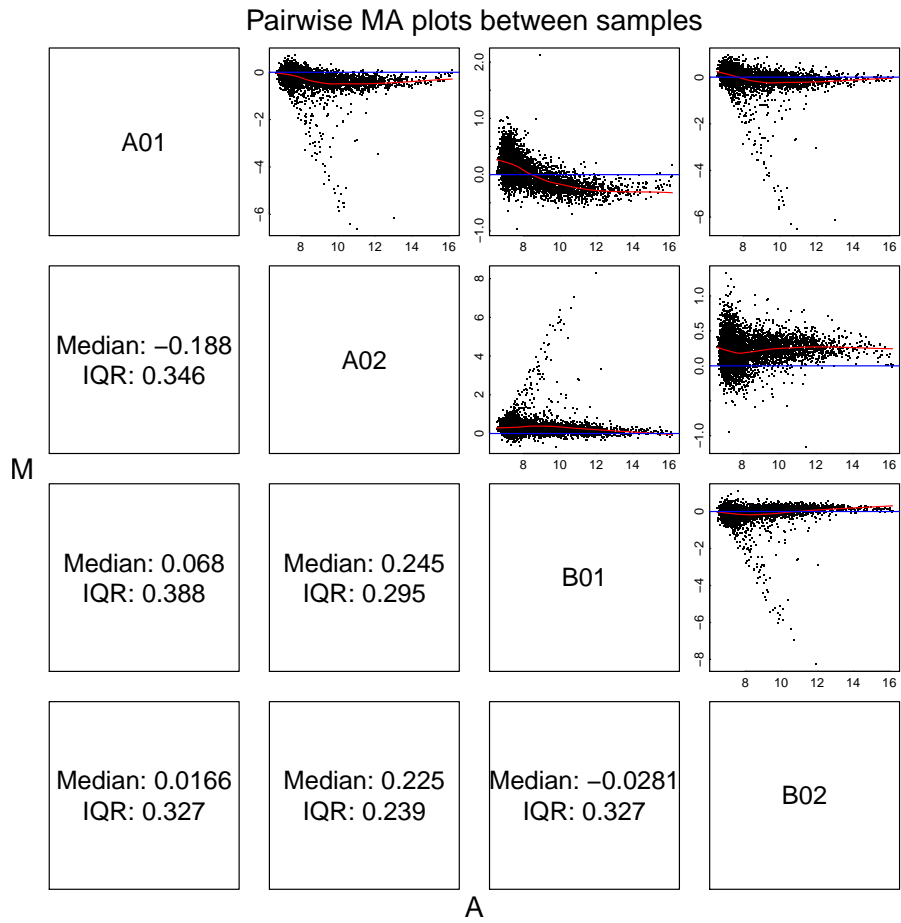 Pairwise MA plots between samples
A01
0
−2
−4
−6
8 10 12 14 16
2.0
1.0
0.0
−1.0
8 10 12 14 16
0
−2
−4
−6
8 10 12 14 16
Median: −0.188
IQR: 0.346
A02
8
6
4
2
0
8 10 12 14 16
1.0
0.5
0.0
−1.0
8 10 12 14 16
M
Median: 0.068
IQR: 0.388
Median: 0.245
IQR: 0.295
B01
0
−2
−4
−6
−8
8 10 12 14 16
Median: 0.0166
IQR: 0.327
Median: 0.225
IQR: 0.239
Median: −0.0281
IQR: 0.327
B02
A